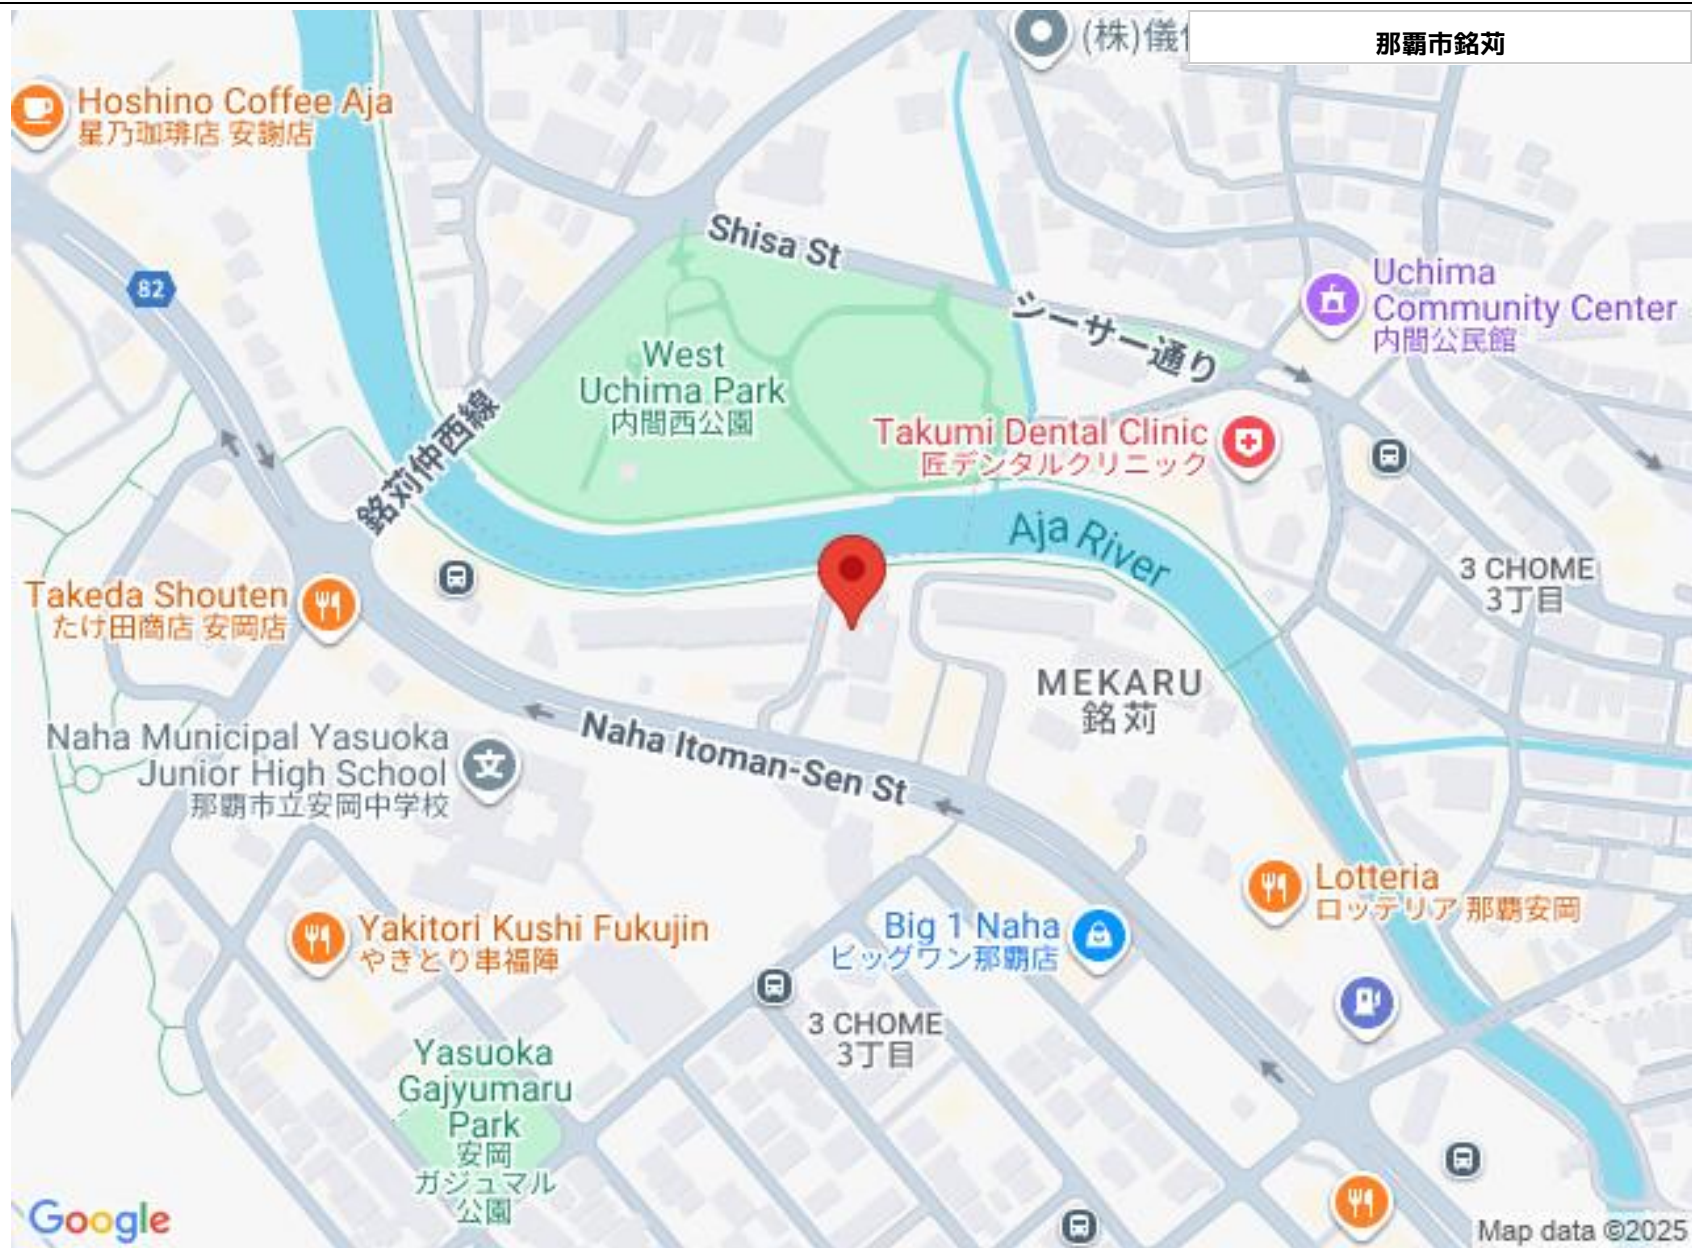 (株)儀
那覇市銘苅
Hoshino Coffee Aja
星乃珈琲店 安謝店
Shisa St
82
Uchima
Community Center
内間公民館
ジーサー通り
West
Uchima Park
内間西公園
Takumi Dental Clinic
匠デンタルクリニック
銘苅仲西線
Aja River
3 CHOME
3丁目
Takeda Shouten
たけ田商店 安岡店
MEKARU
銘苅
Naha Municipal Yasuoka
Junior High School
那覇市立安岡中学校
文
Naha Itoman-Sen St
Lotteria
ロッテリア 那覇安岡
Yakitori Kushi Fukujin
やきとり串福陣
Big 1 Naha
ビッグワン那覇店
3 CHOME
3丁目
Yasuoka
Gajyumaru
Park
安岡
ガジュマル
公園
Google
Map data ©2025